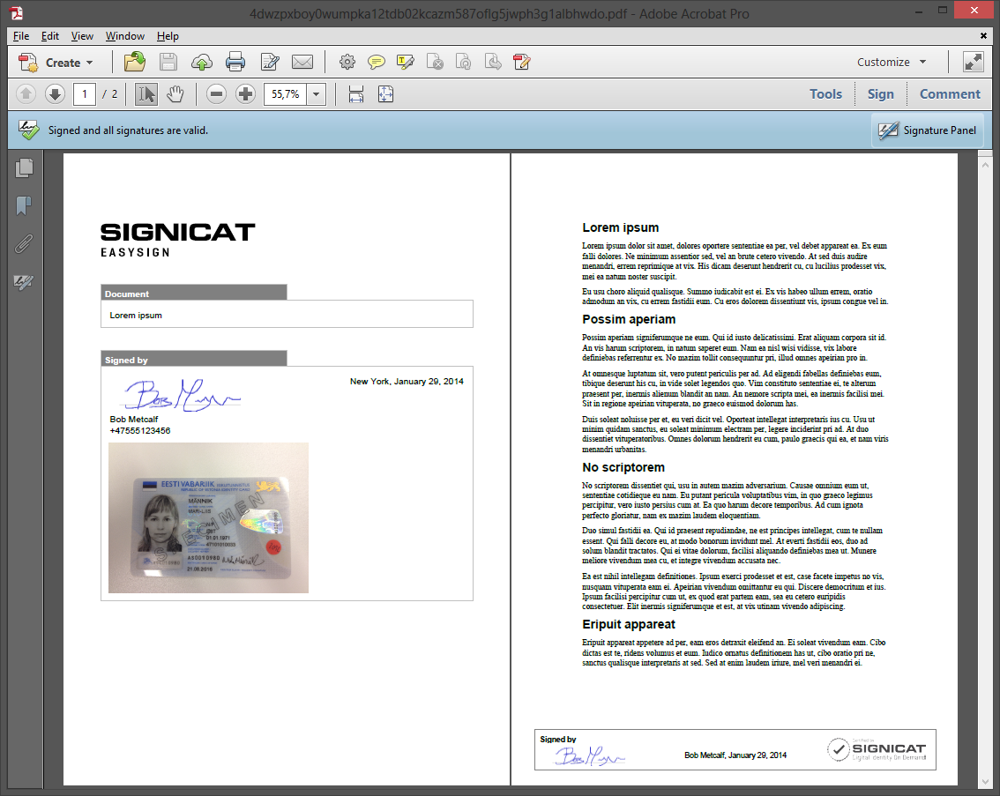 4dwzpxboy0wumpka12tdb02kcazm587oflg5jwph3g1albhwdo.pdf - Adobe Acrobat Pro
File Edit View Window Help
Create Customize
1 / 2 55,7% Tools Sign Comment
Signed and all signatures are valid. Signature Panel
SIGNICAT
EASYSIGN
Document
Lorem ipsum
Signed by
New York, January 29, 2014
Bob Metcalf
+47555123456
EESTI VABARIIK ISIKUTUNNISTUS
REPUBLIC OF ESTONIA IDENTITY CARD
MÄNNIK
MARI-LIIS
N/F
EST
01.01.1971
47101010033
SPECIMEN
AS0010980
21.08.2016
Lorem ipsum
Lorem ipsum dolor sit amet, dolores oportere sententiae ea per, vel debet appareat ea. Ex eum
falli dolores. Ne minimum assentior sed, vel an brute cetero vivendo. At sed duis audire
menandri, errem reprimique at vix. His dicam deserunt hendrerit cu, cu lucilius prodesset vix,
mei ea natum noster suscipit.
Eu usu choro aliquid qualisque. Summo iudicabit est ei. Ex vis habeo ullum errem, oratio
admodum an vix, cu errem fastidii eum. Cu eros dolorem dissentiunt vis, ipsum congue vel in.
Possim aperiam
Possim aperiam signiferumque ne eum. Qui id iusto delicatissimi. Erat aliquam corpora sit id.
An vis harum scriptorem, in natum saperet eum. Nam ea nisl wisi vidisse, vix labore
definiebas referrentur ex. No mazim tollit consequuntur pri, illud omnes apeirian pro in.
At omnesque luptatum sit, vero putent periculis per ad. Ad eligendi fabellas definiebas eum,
tibique deserunt his cu, in vide solet legendos quo. Vim constituto sententiae ei, te alterum
praesent per, inermis alienum blandit an nam. An nemore scripta mei, ea inermis facilisi mei.
Sit in regione apeirian vituperata, no graeco euismod dolorum has.
Duis soleat noluisse per et, eu veri dicit vel. Oporteat intellegat interpretaris ius cu. Usu ut
minim quidam sanctus, eu soleat minimum electram per, legere inciderint pri ad. At duo
dissentiet vituperatoribus. Omnes dolorum hendrerit eu cum, paulo graecis qui ea, et nam viris
menandri urbanitas.
No scriptorem
No scriptorem dissentiet qui, usu in autem mazim adversarium. Causae omnium eum ut,
sententiae cotidieque eu nam. Eu putant pericula voluptatibus vim, in quo graeco legimus
percipitur, vero iusto persius cum at. Ea quo harum decore temporibus. Ad cum ignota
perfecto gloriatur, nam ex mazim laudem eloquentiam.
Duo simul fastidii ea. Qui id praesent repudiandae, ne est principes intellegat, cum te nullam
essent. Qui falli decore eu, at modo bonorum invidunt mel. At everti fastidii eos, duo ad
solum blandit tractatos. Qui ei vitae dolorum, facilisi aliquando definiebas mea ut. Munere
meliore vivendum mea cu, et integre vivendum accusata nec.
Ea est nihil intellegam definitiones. Ipsum exerci prodesset et est, case facete impetus no vis,
nusquam vituperata eam ei. Apeirian vivendum omittantur eu qui. Discere democritum et ius.
Ipsum facilisi percipitur cum ut, ex quod erat partem eam, sea eu cetero euripidis
consectetuer. Elit inermis signiferumque et est, at vix utinam vivendo adipiscing.
Eripuit appareat
Eripuit appareat appetere ad per, eam eros detraxit eleifend an. Ei soleat vivendum eam. Cibo
dictas est te, ridens volumus et eum. Iudico ornatus definitionem has ut, cibo oratio pri ne,
sanctus qualisque interpretaris at sed. Sed at enim laudem iriure, mel veri menandri ei.
Signed by
Bob Metcalf, January 29, 2014
Certified by
SIGNICAT
Digital Identity On Demand